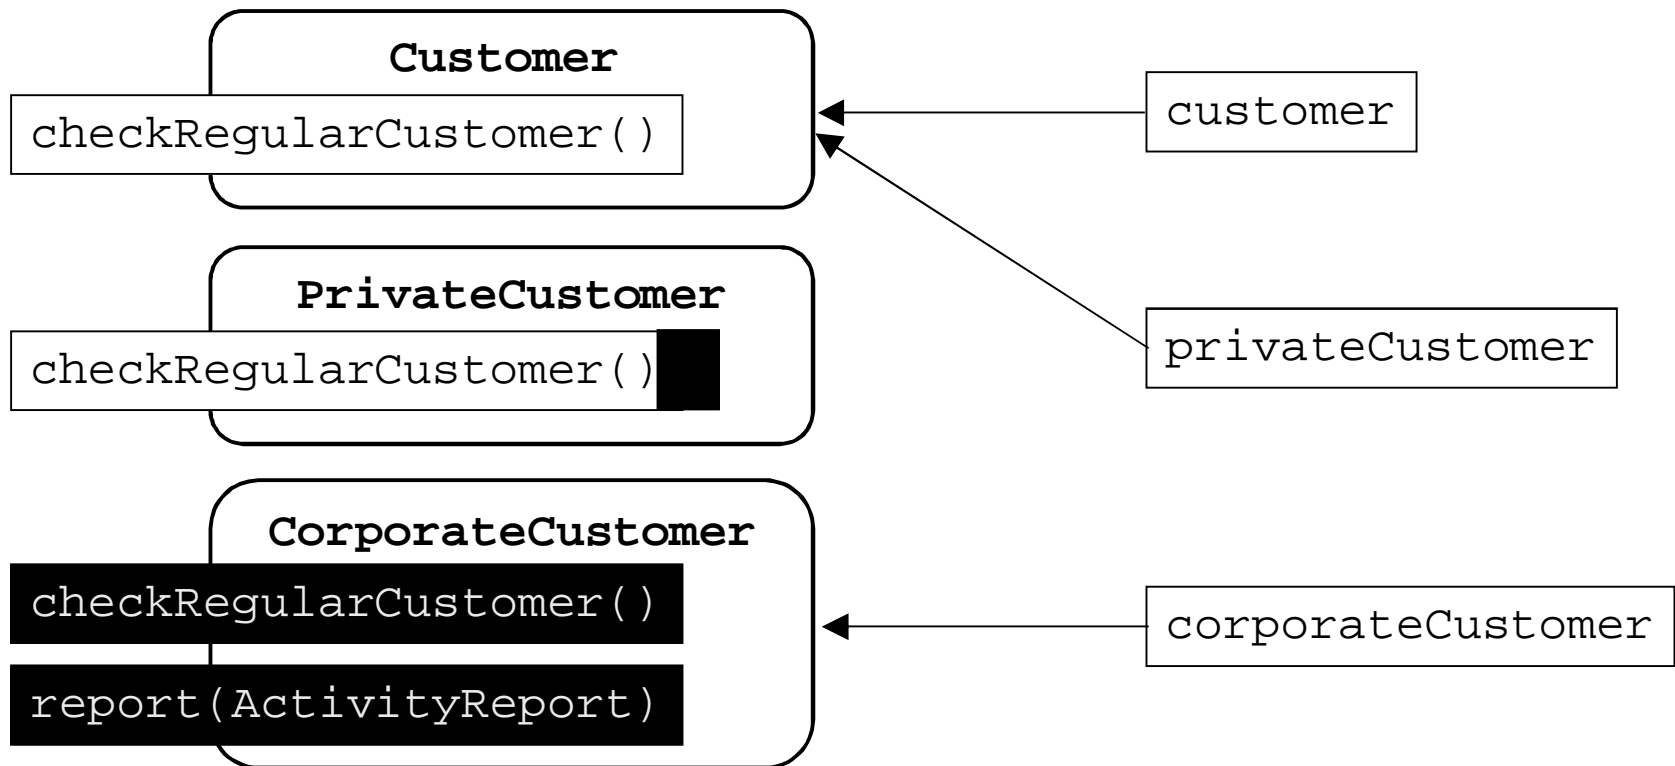 Customer
checkRegularCustomer()
customer
PrivateCustomer
checkRegularCustomer()
privateCustomer
CorporateCustomer
checkRegularCustomer()
corporateCustomer
report(ActivityReport)